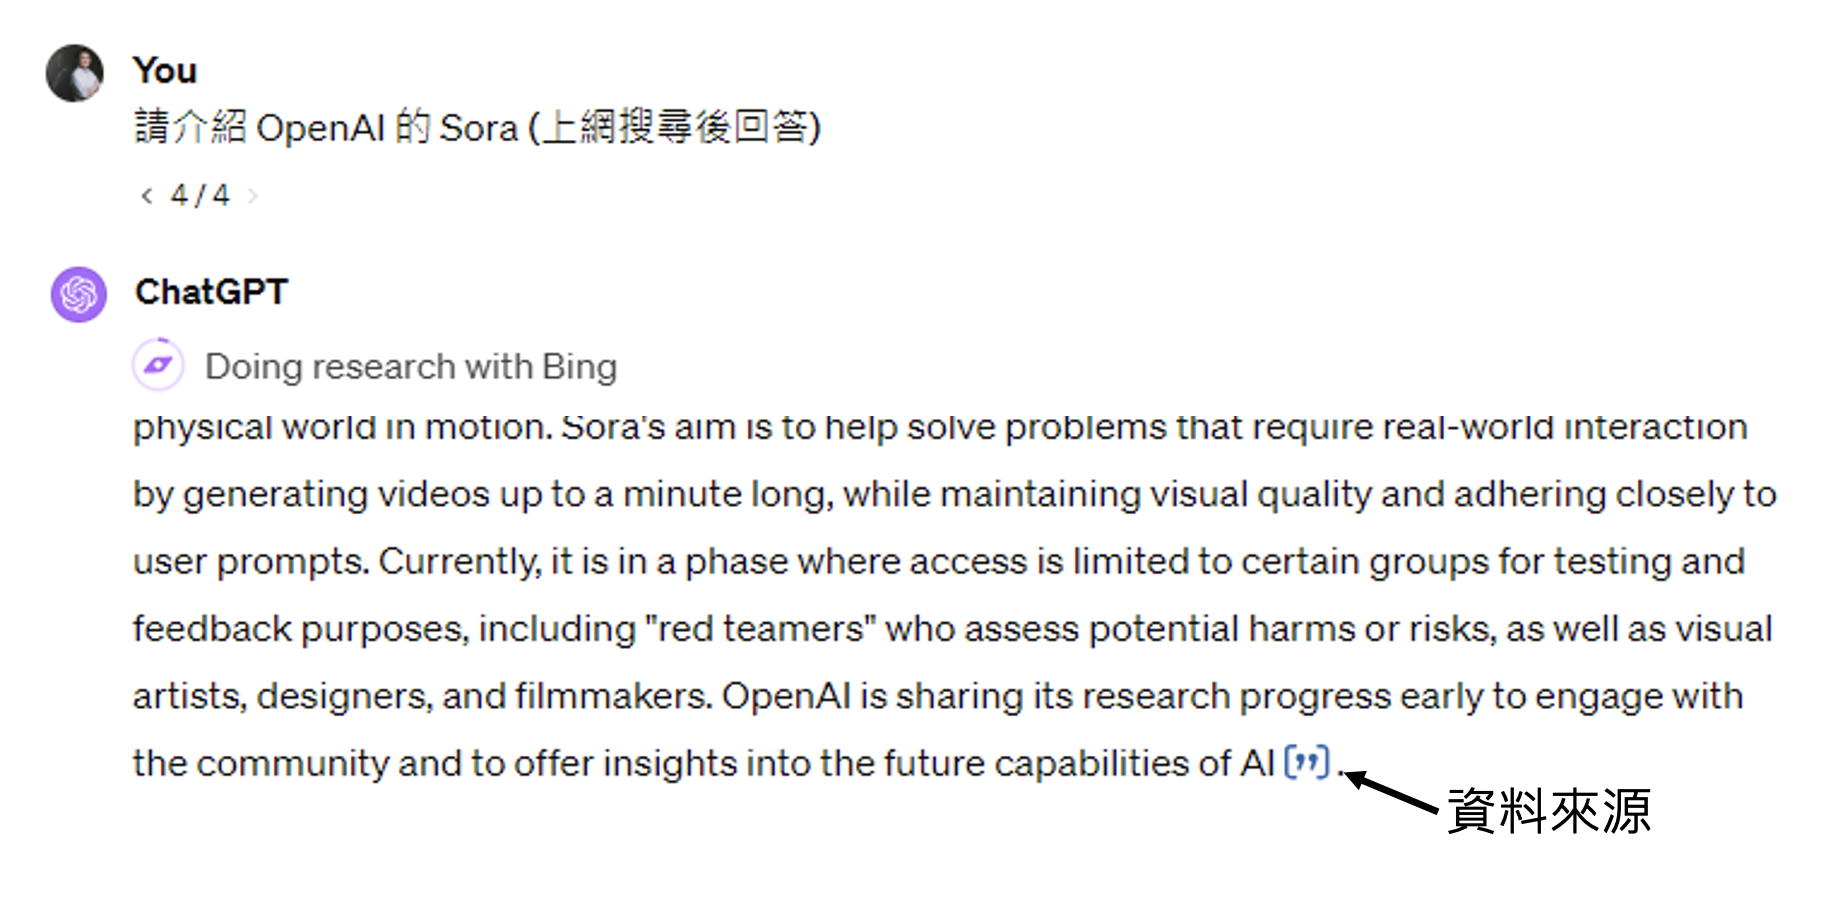 You
請介紹 OpenAI 的 Sora (上網搜尋後回答)
< 4 / 4 >
ChatGPT
Doing research with Bing
physical world in motion. Sora's aim is to help solve problems that require real-world interaction
by generating videos up to a minute long, while maintaining visual quality and adhering closely to
user prompts. Currently, it is in a phase where access is limited to certain groups for testing and
feedback purposes, including "red teamers" who assess potential harms or risks, as well as visual
artists, designers, and filmmakers. OpenAI is sharing its research progress early to engage with
the community and to offer insights into the future capabilities of AI [”] .
資料來源